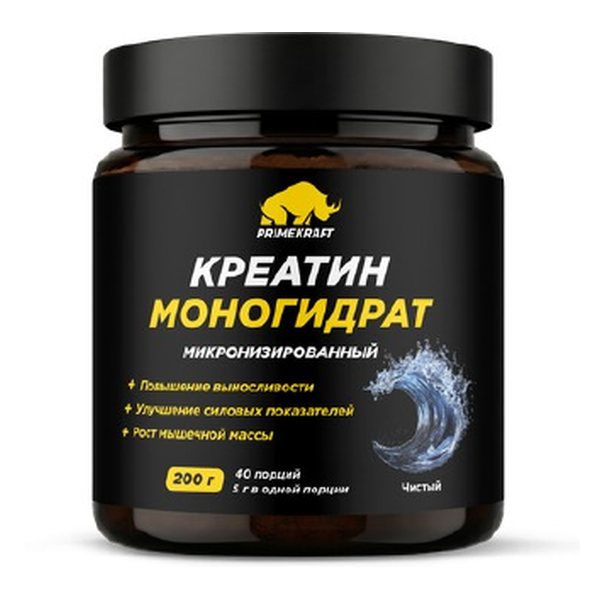 PRIMEKRAFT
КРЕАТИН
МОНОГИДРАТ
МИКРОНИЗИРОВАННЫЙ
+ Повышение выносливости
+ Улучшение силовых показателей
+ Рост мышечной массы
200 г
40 порций
5 г в одной порции
Чистый